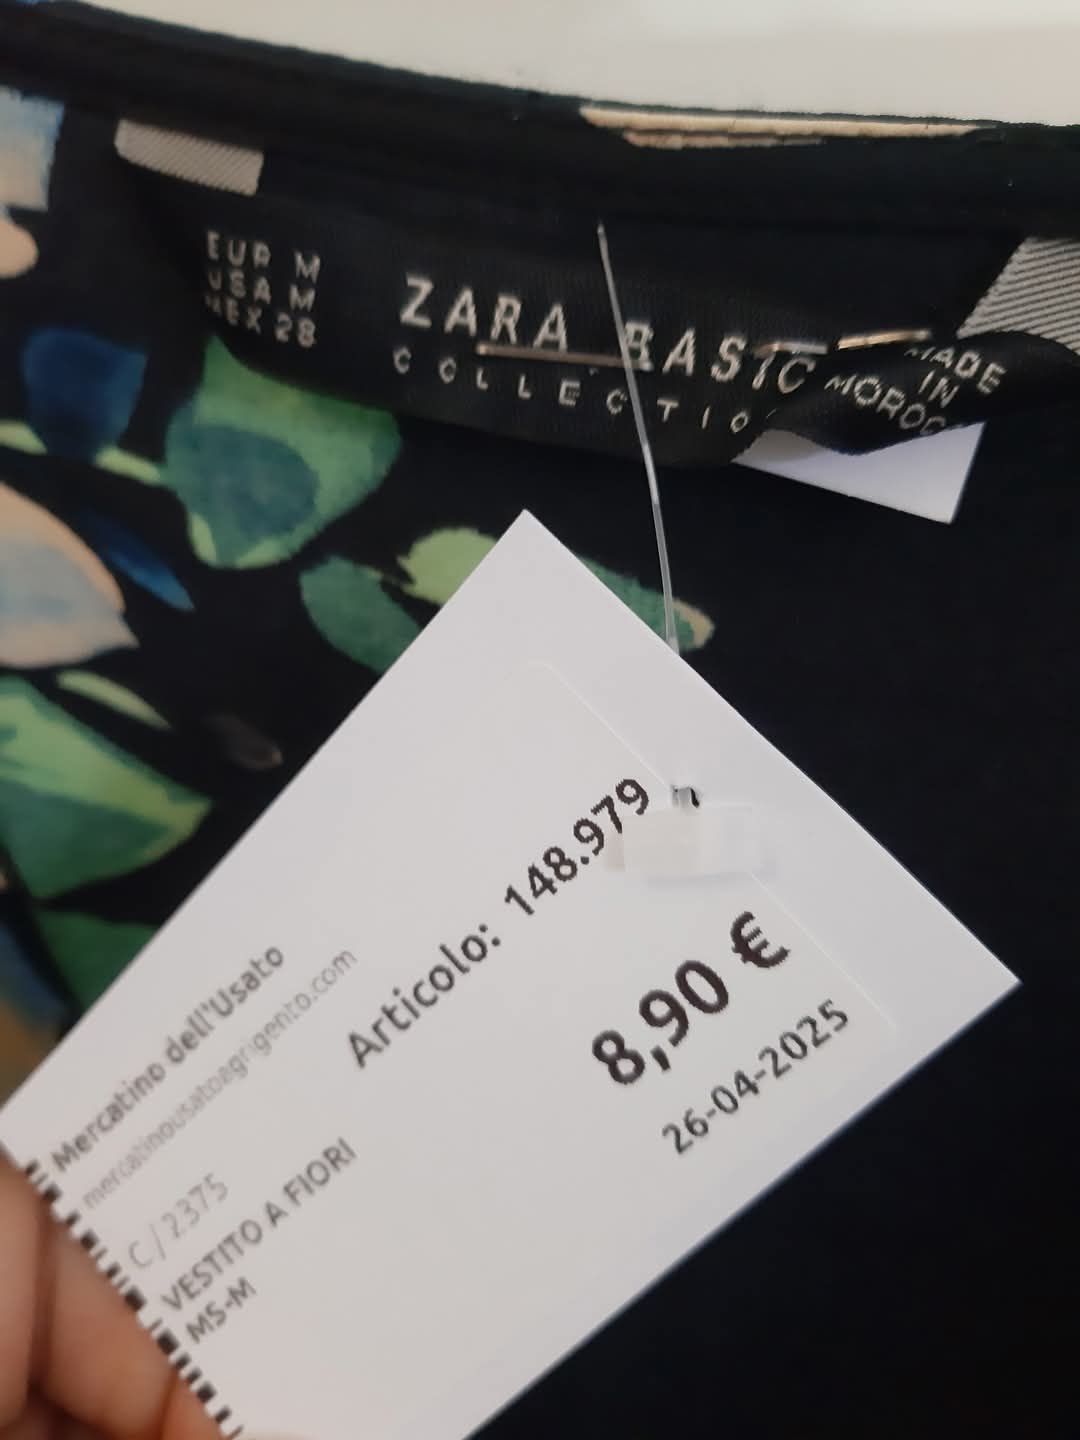 EUR M
USA M
MEX 28
ZARA BASIC
COLLECTIO
MADE
IN
MOROC
Articolo: 148.979
8,90 €
26-04-2025
Mercatino dell'Usato
mercatinousatoagrigento.com
C/2375
VESTITO A FIORI
MS-M